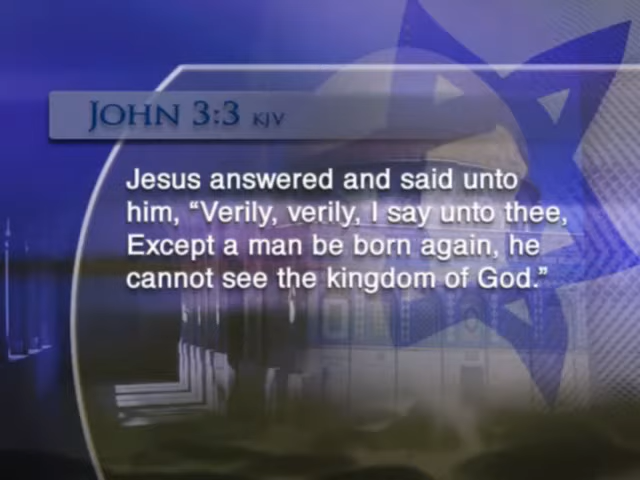 JOHN 3:3 KJV
Jesus answered and said unto
him, “Verily, verily, I say unto thee,
Except a man be born again, he
cannot see the kingdom of God.”